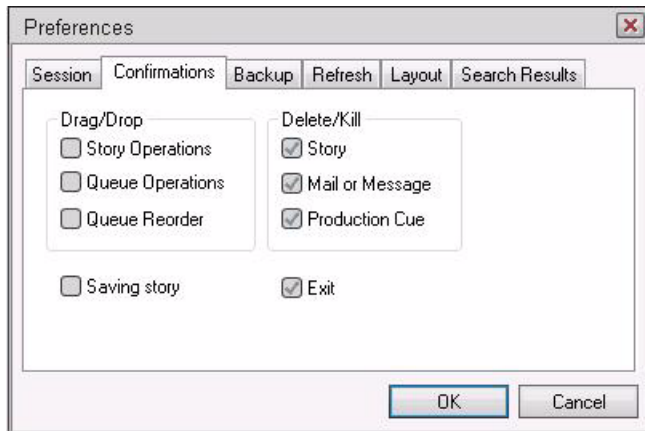 Preferences
Session Confirmations Backup Refresh Layout Search Results
Drag/Drop Delete/Kill
Story Operations Story
Queue Operations Mail or Message
Queue Reorder Production Cue
Saving story Exit
OK Cancel